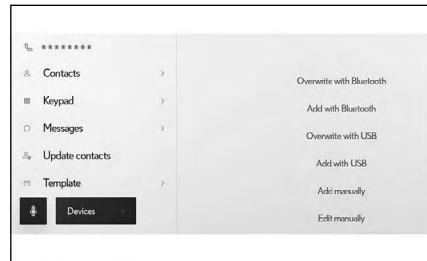 ********
Contacts
Keypad
Messages
Update contacts
Template
Devices
Overwrite with Bluetooth
Add with Bluetooth
Overwrite with USB
Add with USB
Add manually
Edit manually